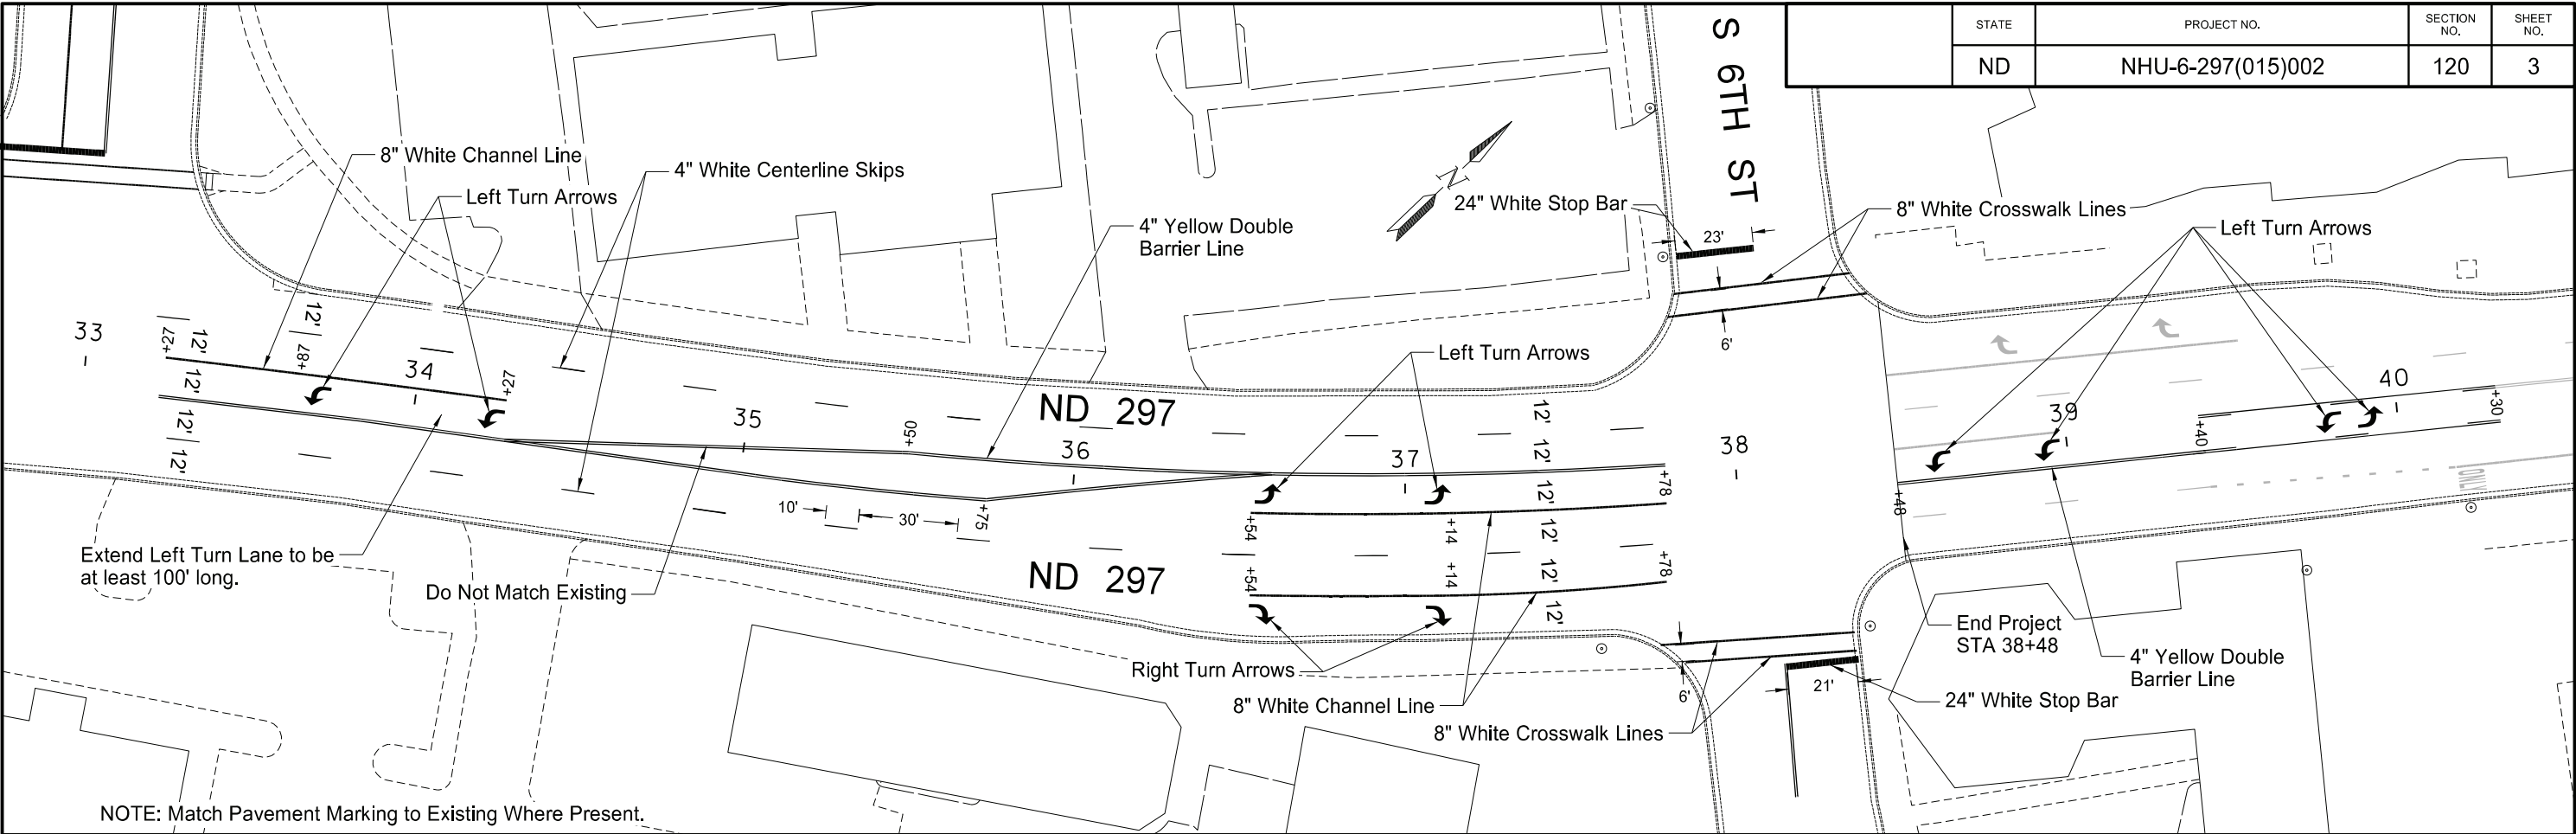 STATE
PROJECT NO.
SECTION NO.
SHEET NO.
ND
NHU-6-297(015)002
120
3
S 6TH ST
8" White Channel Line
Left Turn Arrows
4" White Centerline Skips
4" Yellow Double
Barrier Line
N
24" White Stop Bar
23'
8" White Crosswalk Lines
Left Turn Arrows
6'
33
+27
12'
12'
12'
12'
+87
12'
34
+27
35
+50
ND 297
36
Left Turn Arrows
37
12'
12'
12'
12'
12'
12'
+78
+78
38
39
+40
40
+30
+48
ONLY
10'
30'
+75
+54
+14
+54
+14
Extend Left Turn Lane to be
at least 100' long.
Do Not Match Existing
ND 297
Right Turn Arrows
8" White Channel Line
8" White Crosswalk Lines
6'
21'
End Project
STA 38+48
4" Yellow Double
Barrier Line
24" White Stop Bar
NOTE: Match Pavement Marking to Existing Where Present.